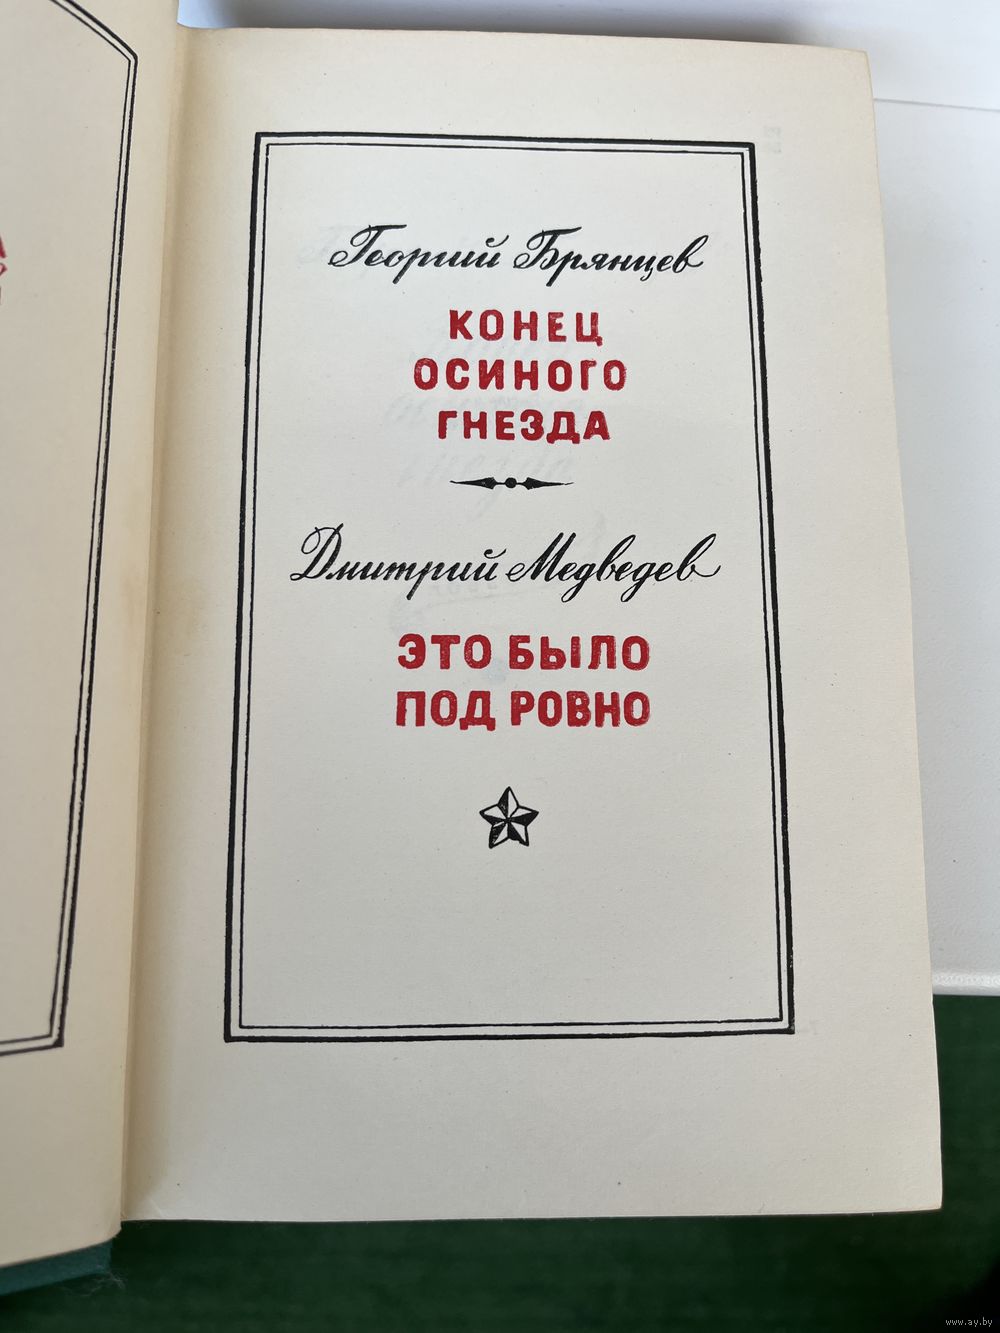 Георгий Брянцев
КОНЕЦ
ОСИНОГО
ГНЕЗДА
Дмитрий Медведев
ЭТО БЫЛО
ПОД РОВНО
www.ay.by